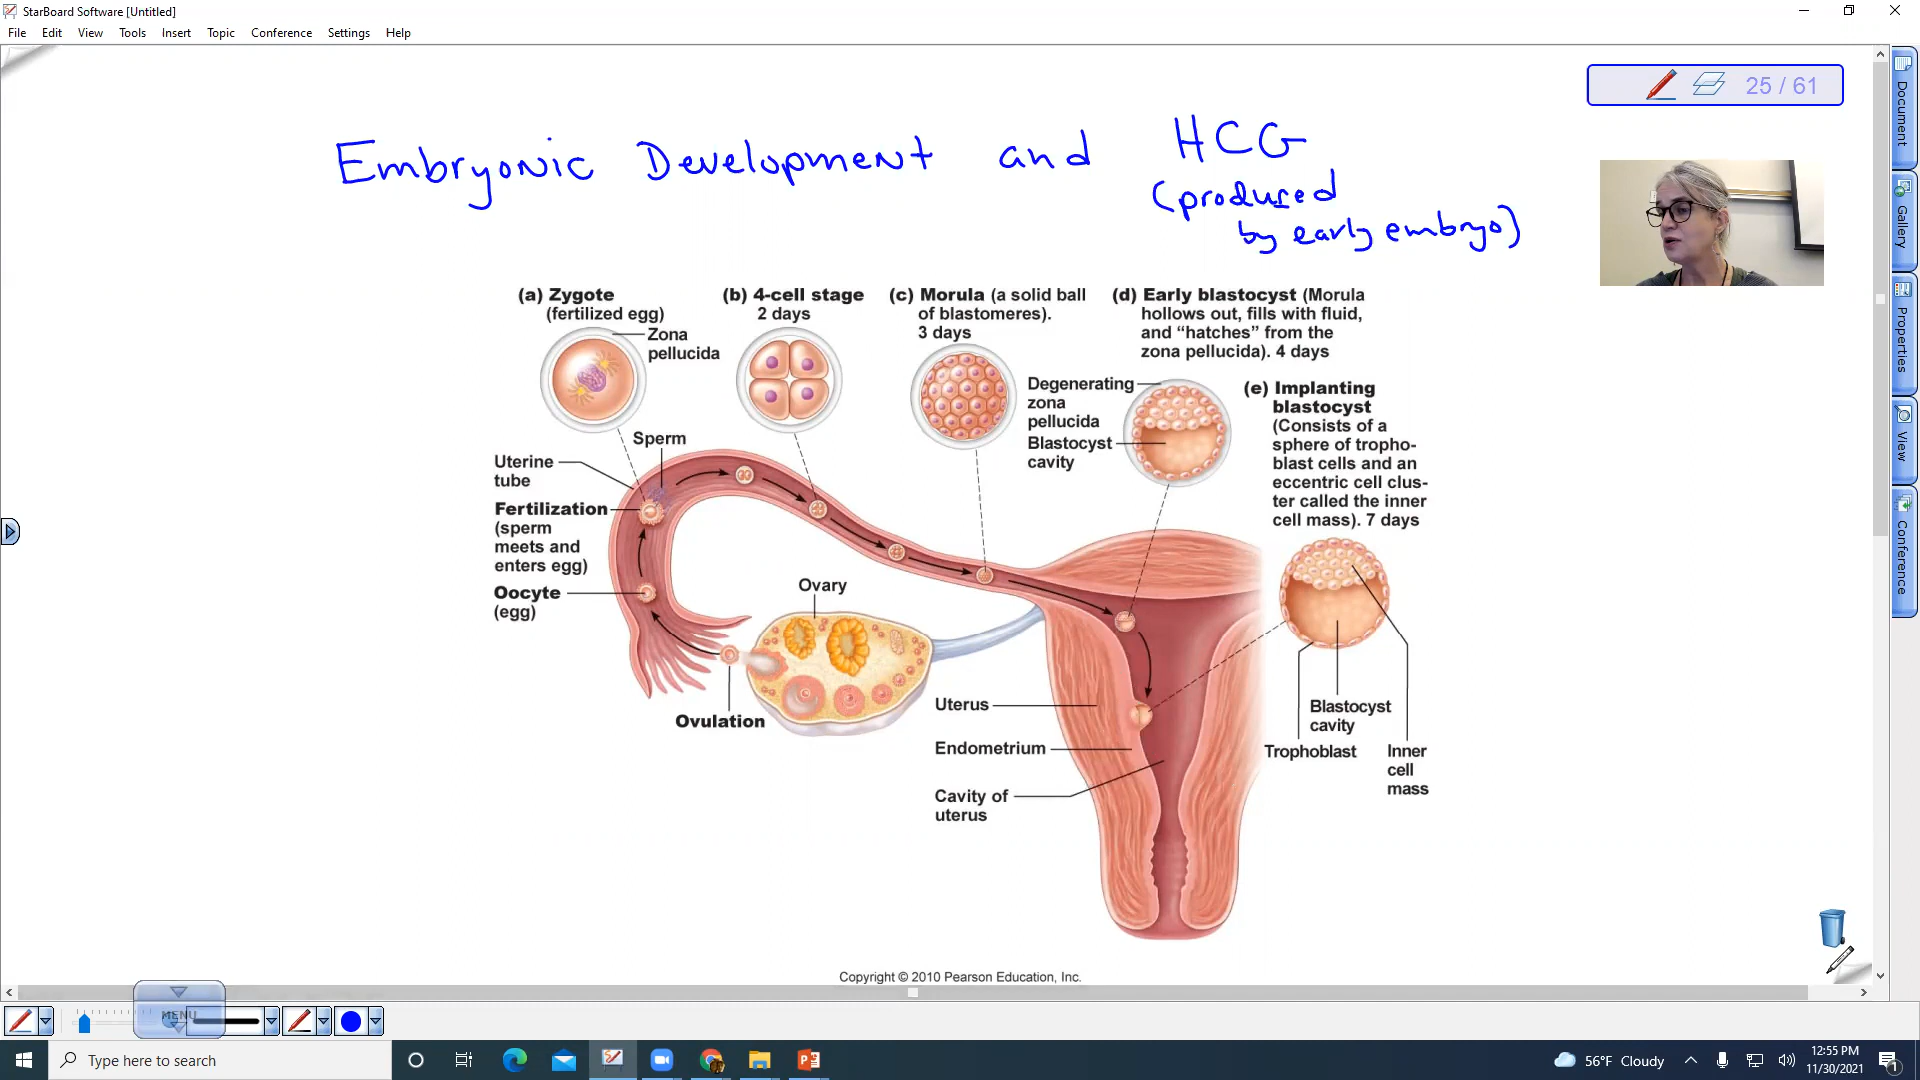 StarBoard Software [Untitled]
File Edit View Tools Insert Topic Conference Settings Help
25 / 61
Document
Gallery
Properties
View
Conference
Embryonic Development and HCG
(produced
by early embryo)
(a) Zygote
(fertilized egg)
Zona
pellucida
(b) 4-cell stage
2 days
(c) Morula (a solid ball
of blastomeres).
3 days
(d) Early blastocyst (Morula
hollows out, fills with fluid,
and “hatches” from the
zona pellucida). 4 days
Degenerating
zona
pellucida
Blastocyst
cavity
(e) Implanting
blastocyst
(Consists of a
sphere of tropho-
blast cells and an
eccentric cell clus-
ter called the inner
cell mass). 7 days
Sperm
Uterine
tube
Fertilization
(sperm
meets and
enters egg)
Oocyte
(egg)
Ovary
Ovulation
Uterus
Endometrium
Cavity of
uterus
Blastocyst
cavity
Trophoblast
Inner
cell
mass
Copyright © 2010 Pearson Education, Inc.
MENU
Type here to search
56°F Cloudy
12:55 PM
11/30/2021
1